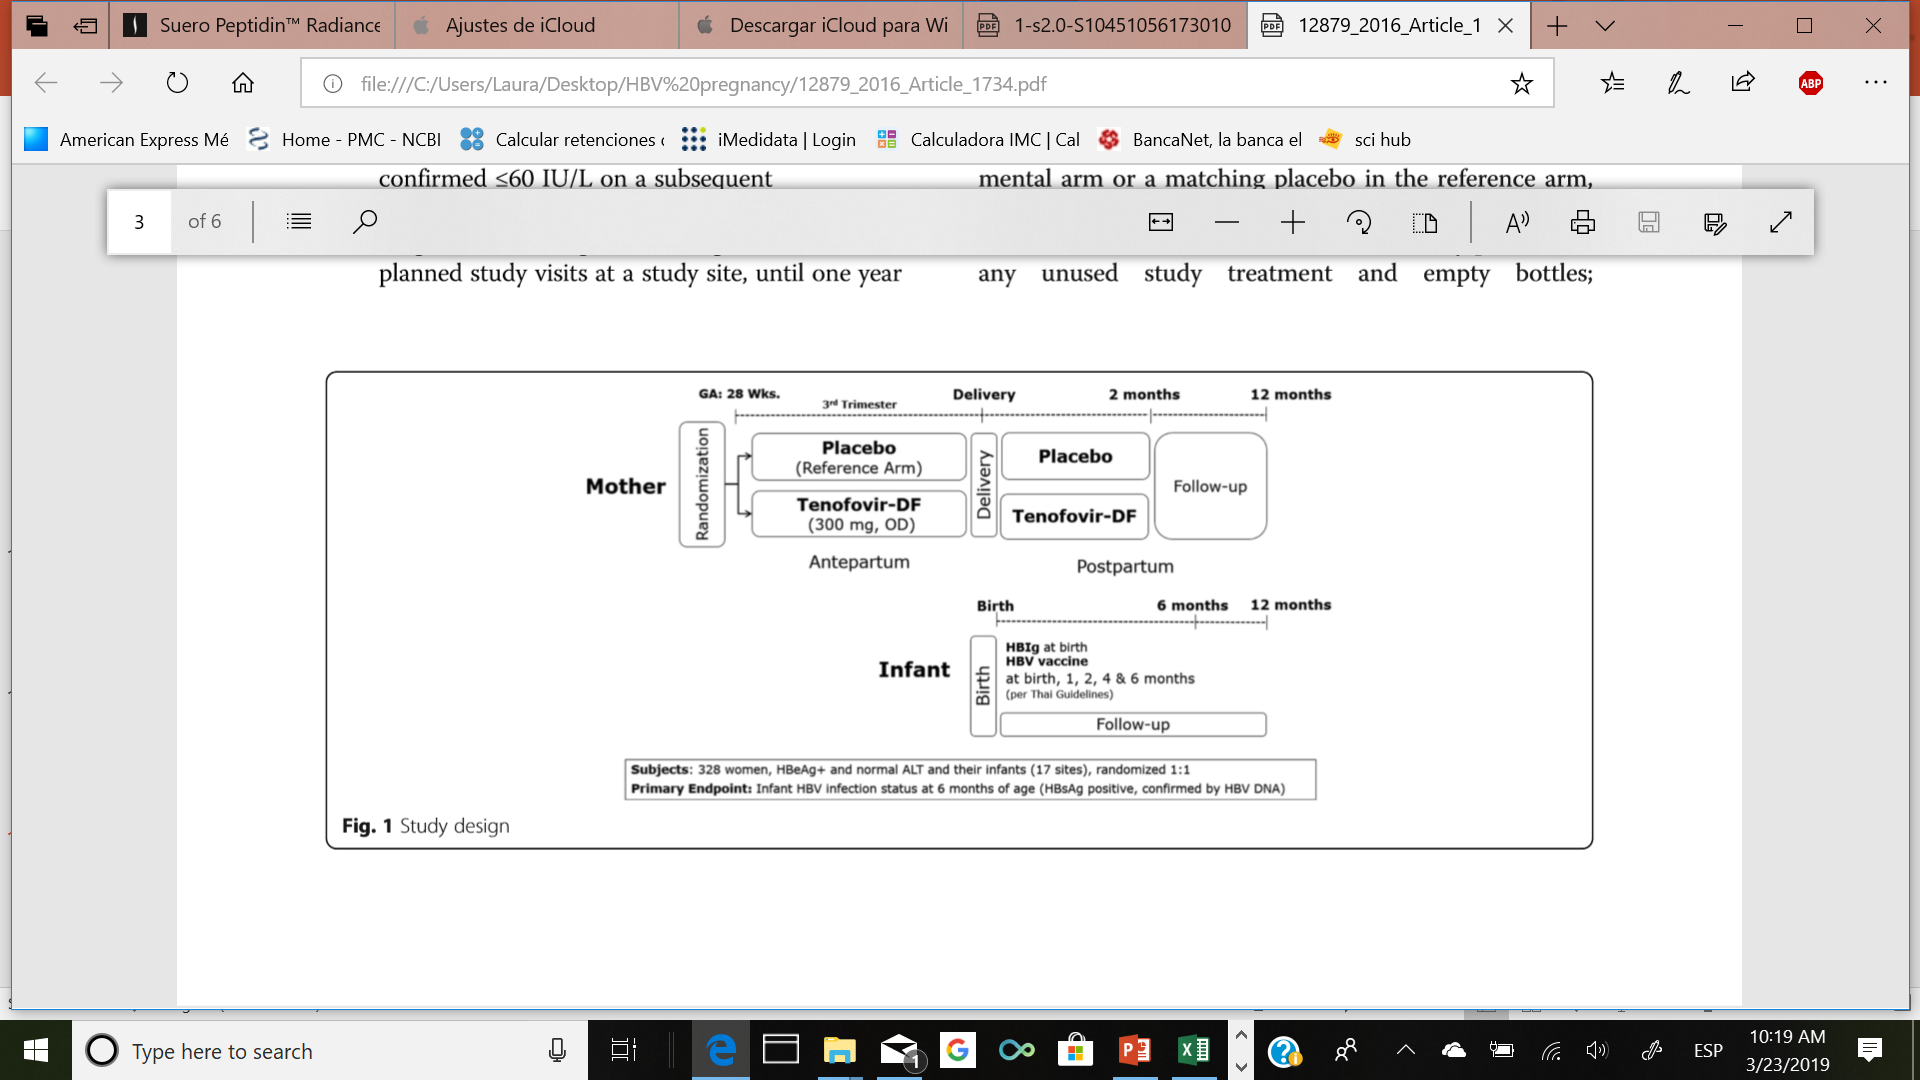 Suero Peptidin™ Radiance
Ajustes de iCloud
Descargar iCloud para Wi
1-s2.0-S10451056173010
12879_2016_Article_1
file:///C:/Users/Laura/Desktop/HBV%20pregnancy/12879_2016_Article_1734.pdf
ABP
American Express Mé
Home - PMC - NCBI
Calcular retenciones
iMedidata | Login
Calculadora IMC | Cal
BancaNet, la banca el
sci hub
confirmed ≤60 IU/L on a subsequent
mental arm or a matching placebo in the reference arm,
3 of 6
planned study visits at a study site, until one year
any unused study treatment and empty bottles;
GA: 28 Wks.
3rd Trimester
Delivery
2 months
12 months
Mother
Randomization
Placebo
(Reference Arm)
Tenofovir-DF
(300 mg, OD)
Delivery
Placebo
Tenofovir-DF
Follow-up
Antepartum
Postpartum
Birth
6 months
12 months
Infant
Birth
HBIg at birth
HBV vaccine
at birth, 1, 2, 4 & 6 months
(per Thai Guidelines)
Follow-up
Subjects: 328 women, HBeAg+ and normal ALT and their infants (17 sites), randomized 1:1
Primary Endpoint: Infant HBV infection status at 6 months of age (HBsAg positive, confirmed by HBV DNA)
Fig. 1 Study design
Type here to search
1
ESP
10:19 AM
3/23/2019